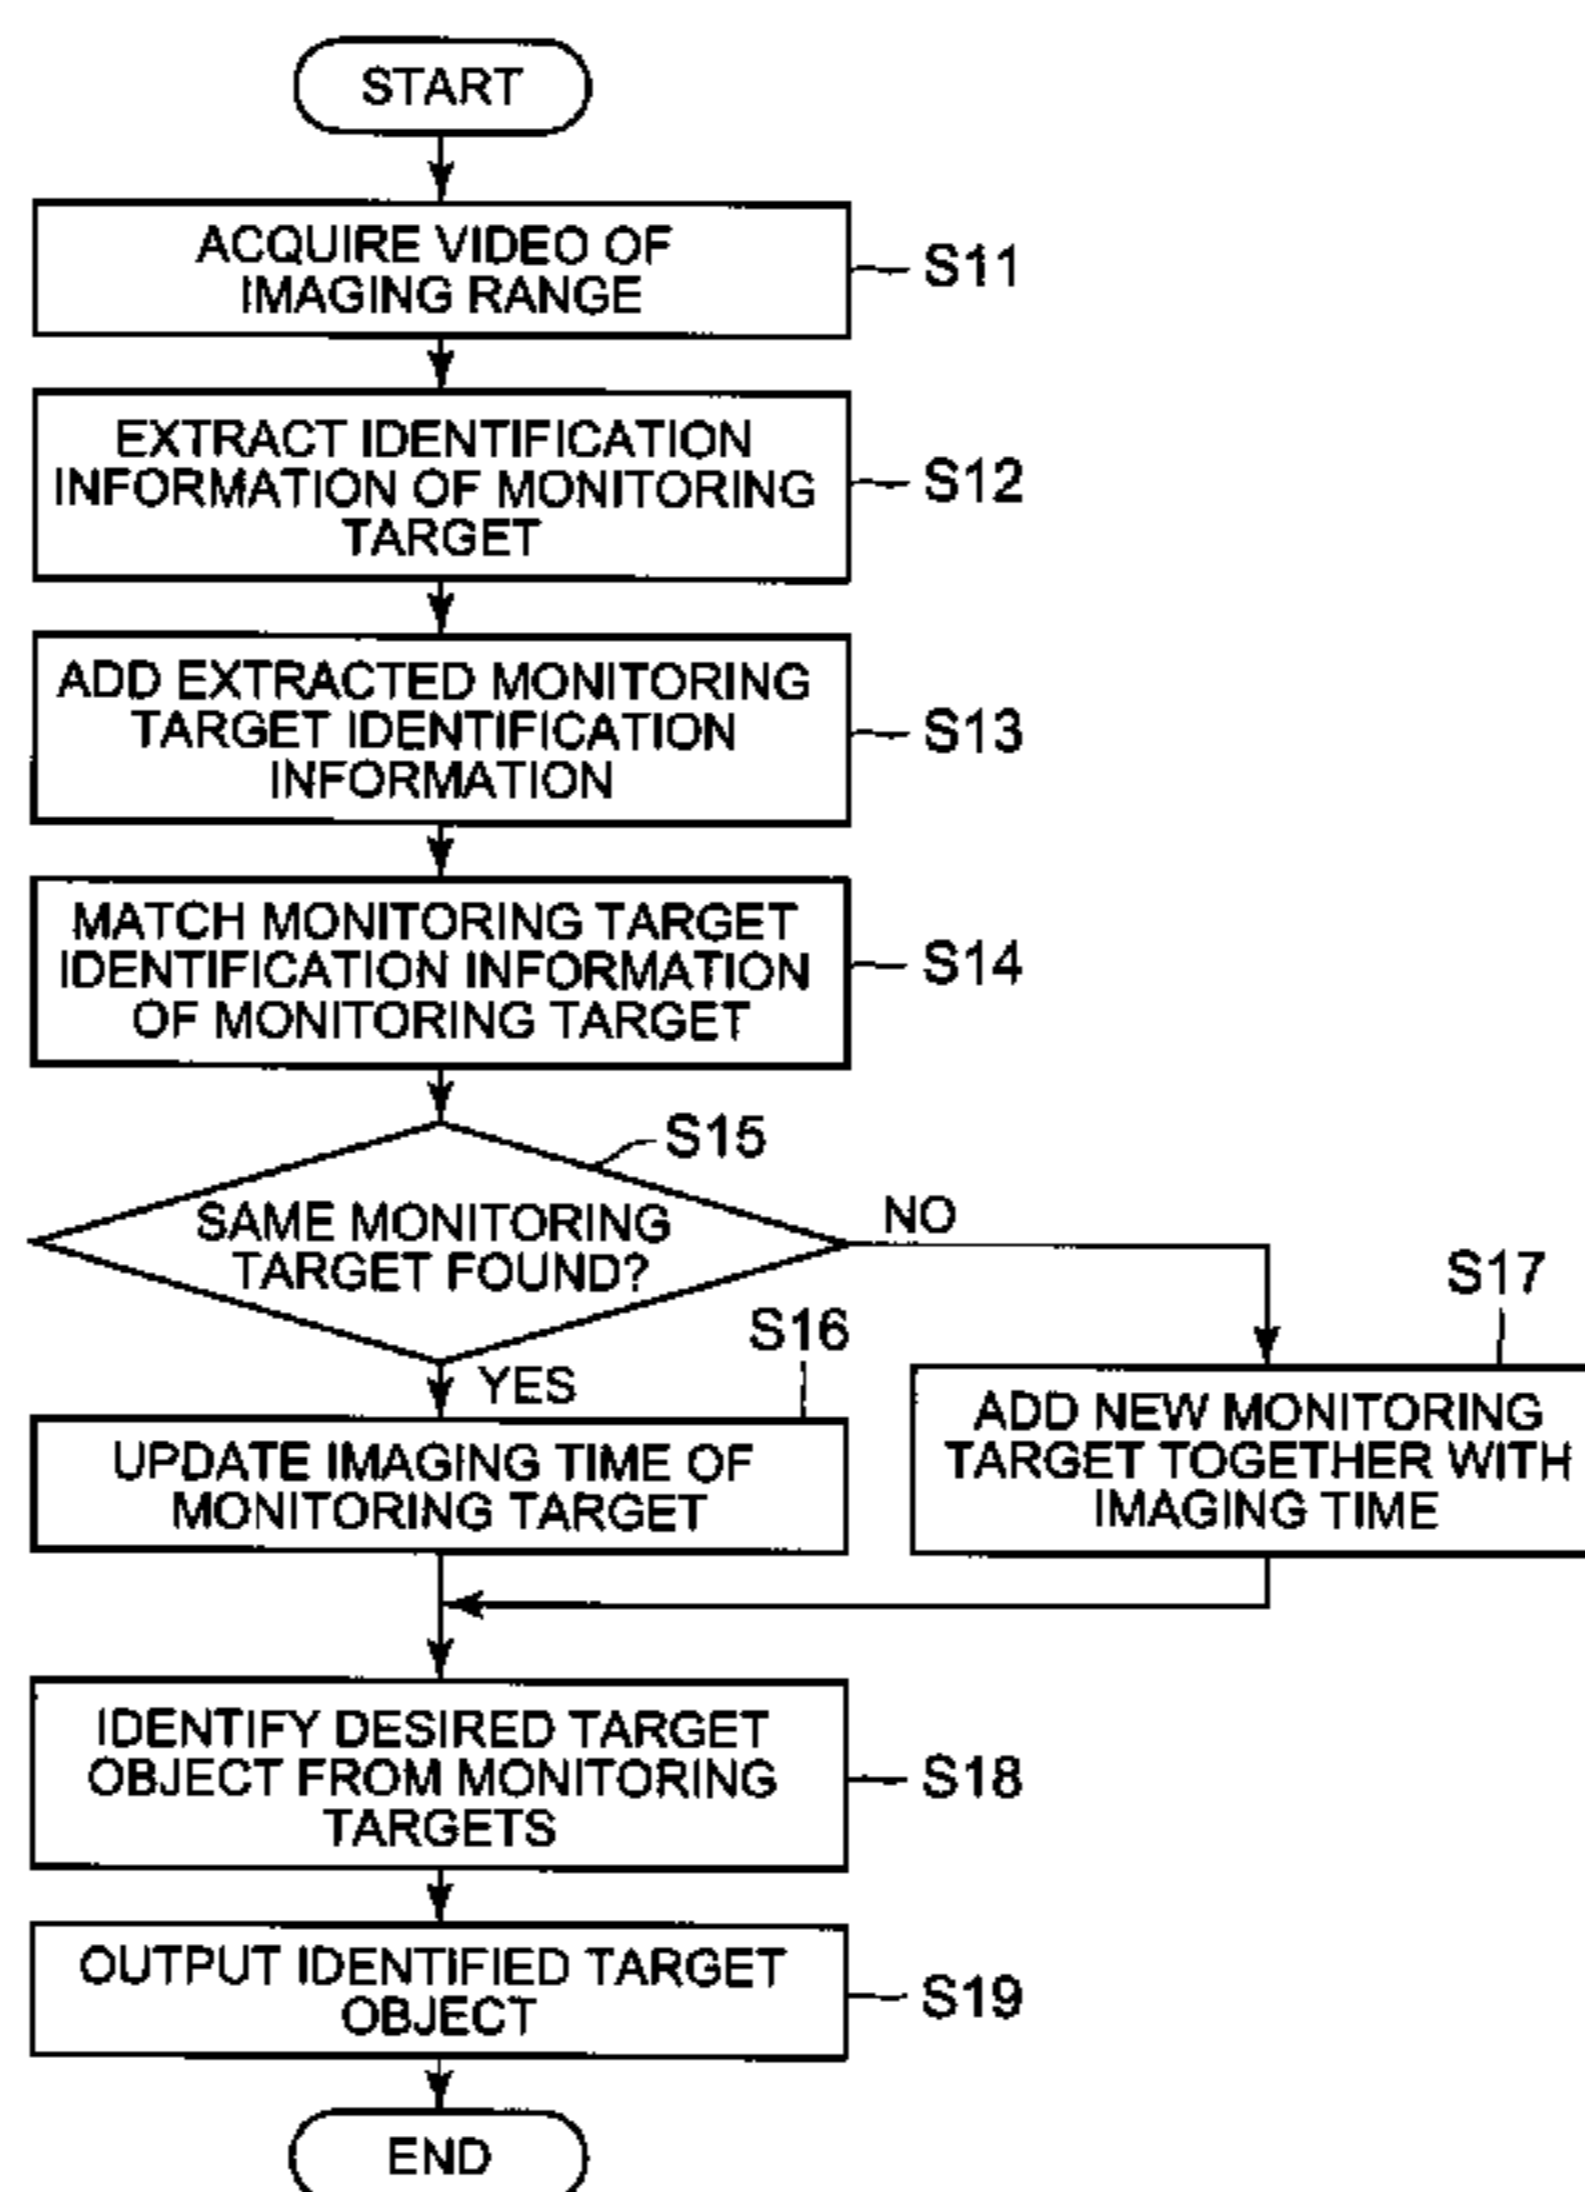 START
ACQUIRE VIDEO OF
IMAGING RANGE
S11
EXTRACT IDENTIFICATION
INFORMATION OF MONITORING
TARGET
S12
ADD EXTRACTED MONITORING
TARGET IDENTIFICATION
INFORMATION
S13
MATCH MONITORING TARGET
IDENTIFICATION INFORMATION
OF MONITORING TARGET
S14
S15
SAME MONITORING
TARGET FOUND?
NO
YES
S16
UPDATE IMAGING TIME OF
MONITORING TARGET
S17
ADD NEW MONITORING
TARGET TOGETHER WITH
IMAGING TIME
IDENTIFY DESIRED TARGET
OBJECT FROM MONITORING
TARGETS
S18
OUTPUT IDENTIFIED TARGET
OBJECT
S19
END